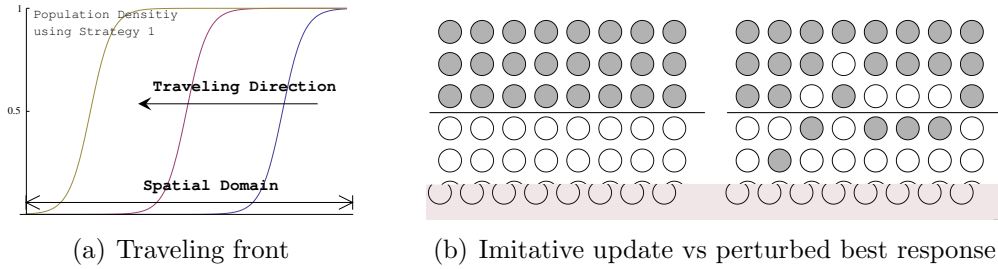 1
Population Densitiy
using Strategy 1
Traveling Direction
0.5
Spatial Domain
(a) Traveling front
(b) Imitative update vs perturbed best response